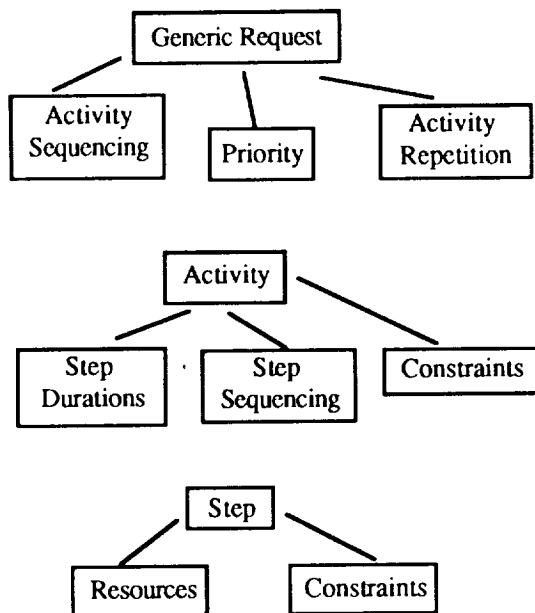 Generic Request
Activity
Sequencing
Priority
Activity
Repetition
Activity
Step
Durations
Step
Sequencing
Constraints
Step
Resources
Constraints